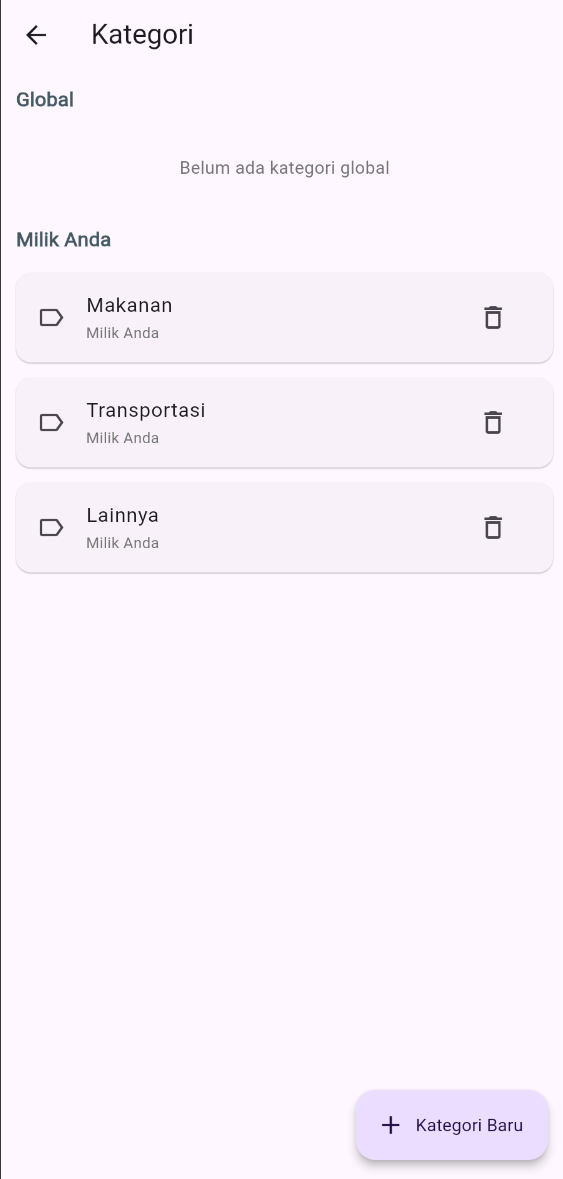 Kategori
Global
Belum ada kategori global
Milik Anda
Makanan
Milik Anda
Transportasi
Milik Anda
Lainnya
Milik Anda
Kategori Baru